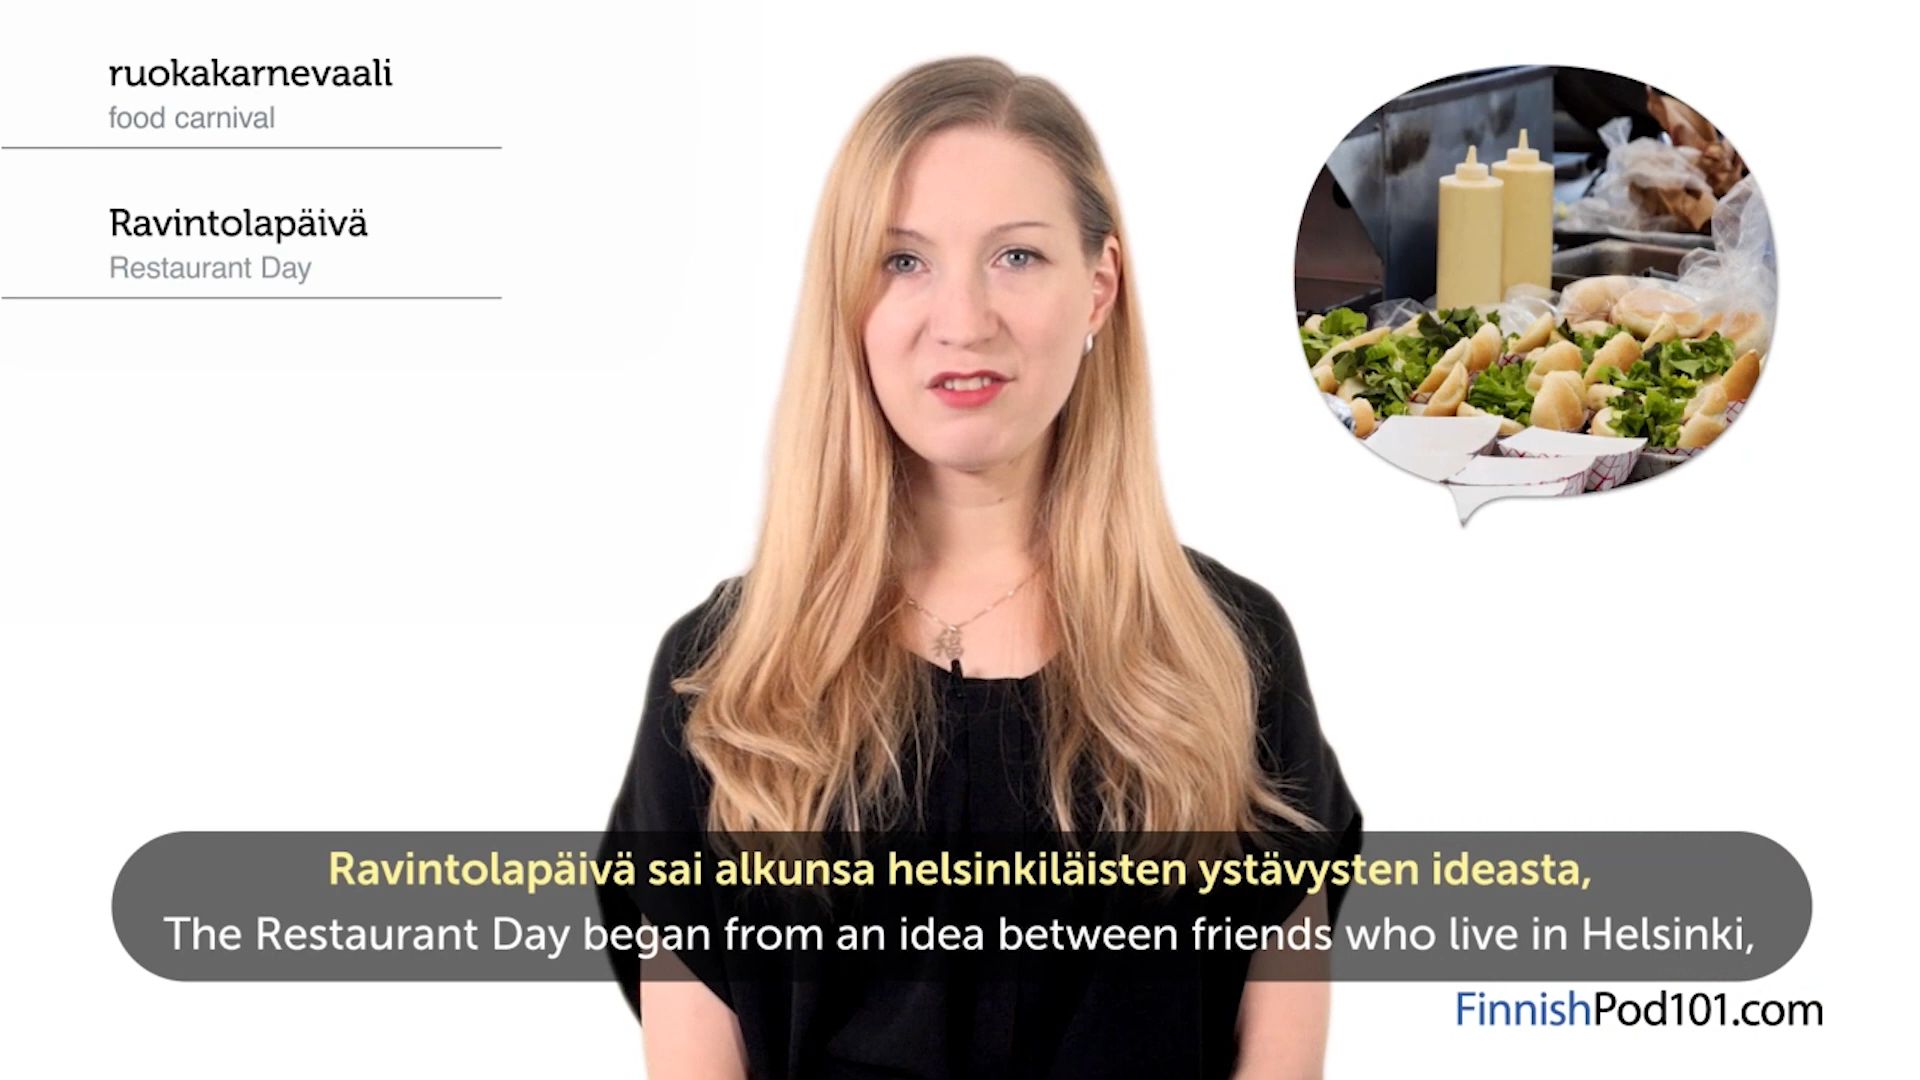 ruokakarnevaali
food carnival
Ravintolapäivä
Restaurant Day
Ravintolapäivä sai alkunsa helsinkiläisten ystävysten ideasta,
The Restaurant Day began from an idea between friends who live in Helsinki,
FinnishPod101.com